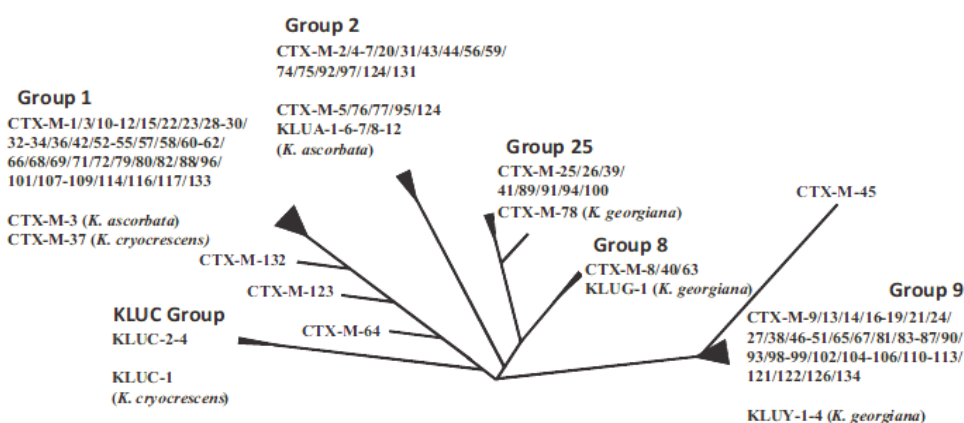 Group 2
CTX-M-2/4-7/20/31/43/44/56/59/
74/75/92/97/124/131
CTX-M-5/76/77/95/124
KLUA-1-6-7/8-12
(K. ascorbata)
Group 1
CTX-M-1/3/10-12/15/22/23/28-30/
32-34/36/42/52-55/57/58/60-62/
66/68/69/71/72/79/80/82/88/96/
101/107-109/114/116/117/133
CTX-M-3 (K. ascorbata)
CTX-M-37 (K. cryocrescens)
CTX-M-132
CTX-M-123
CTX-M-64
KLUC Group
KLUC-2-4
KLUC-1
(K. cryocrescens)
Group 25
CTX-M-25/26/39/
41/89/91/94/100
CTX-M-78 (K. georgiana)
Group 8
CTX-M-8/40/63
KLUG-1 (K. georgiana)
CTX-M-45
Group 9
CTX-M-9/13/14/16-19/21/24/
27/38/46-51/65/67/81/83-87/90/
93/98-99/102/104-106/110-113/
121/122/126/134
KLUY-1-4 (K. georgiana)